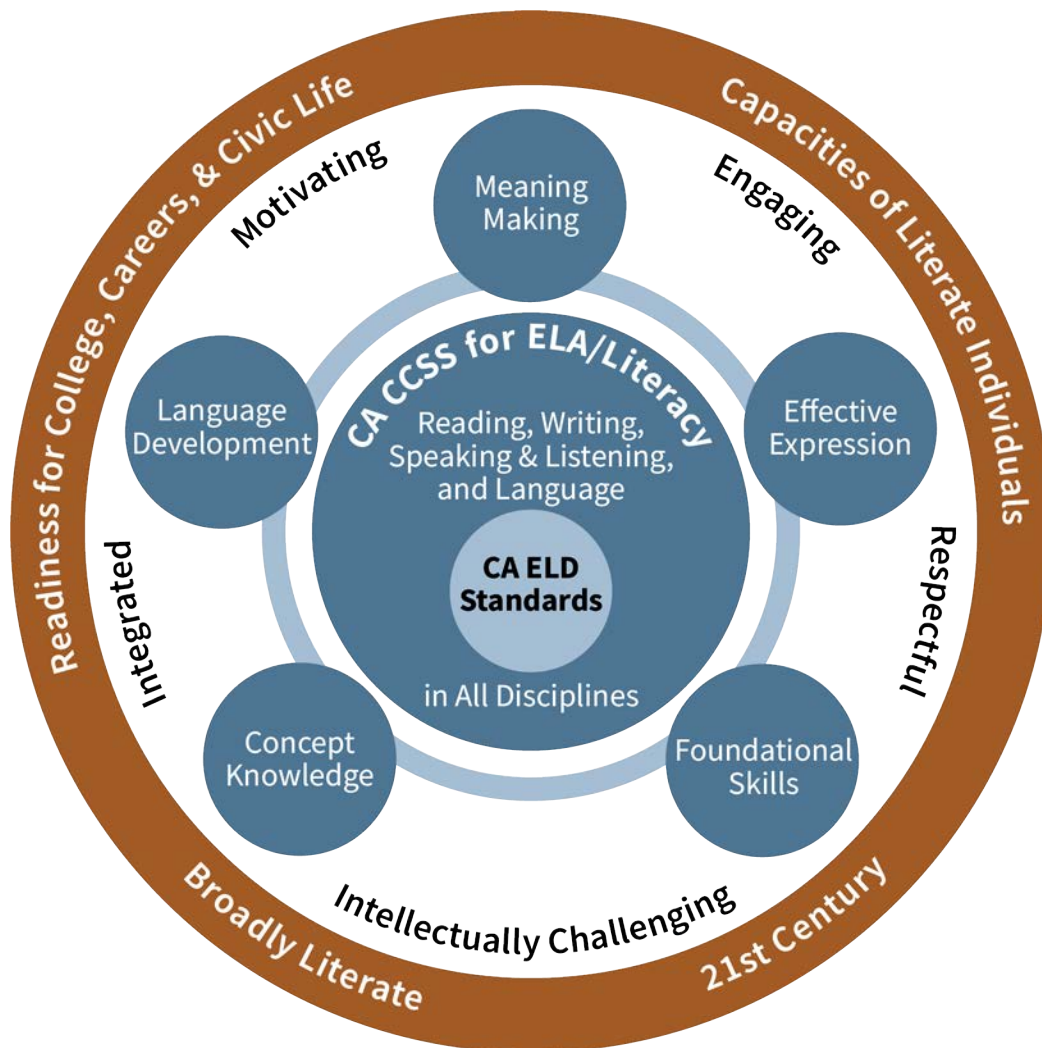 Readiness for College, Careers, & Civic Life
Capacities of Literate Individuals
Motivating
Engaging
Meaning
Making
CA CCSS for ELA/Literacy
Language
Development
Effective
Expression
Reading, Writing,
Speaking & Listening,
and Language
CA ELD
Standards
in All Disciplines
Integrated
Respectful
Concept
Knowledge
Foundational
Skills
Intellectually Challenging
Broadly Literate
21st Century